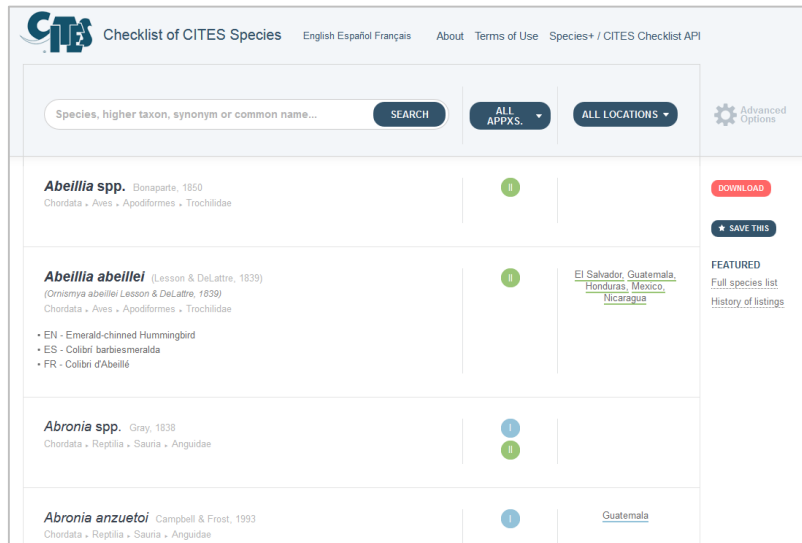 CITES
Checklist of CITES Species
English Español Français
About Terms of Use Species+ / CITES Checklist API
Species, higher taxon, synonym or common name...
SEARCH
ALL
APPXS.
ALL LOCATIONS
Advanced
Options
Abeillia spp. Bonaparte, 1850
Chordata • Aves • Apodiformes • Trochilidae
II
DOWNLOAD
★ SAVE THIS
FEATURED
Full species list
History of listings
Abeillia abeillei (Lesson & DeLattre, 1839)
(Ornismya abeillei Lesson & DeLattre, 1839)
Chordata • Aves • Apodiformes • Trochilidae
• EN - Emerald-chinned Hummingbird
• ES - Colibrí barbiesmeralda
• FR - Colibri d'Abeillé
II
El Salvador, Guatemala,
Honduras, Mexico,
Nicaragua
Abronia spp. Gray, 1838
Chordata • Reptilia • Sauria • Anguidae
I
II
Abronia anzuetoi Campbell & Frost, 1993
Chordata • Reptilia • Sauria • Anguidae
I
Guatemala